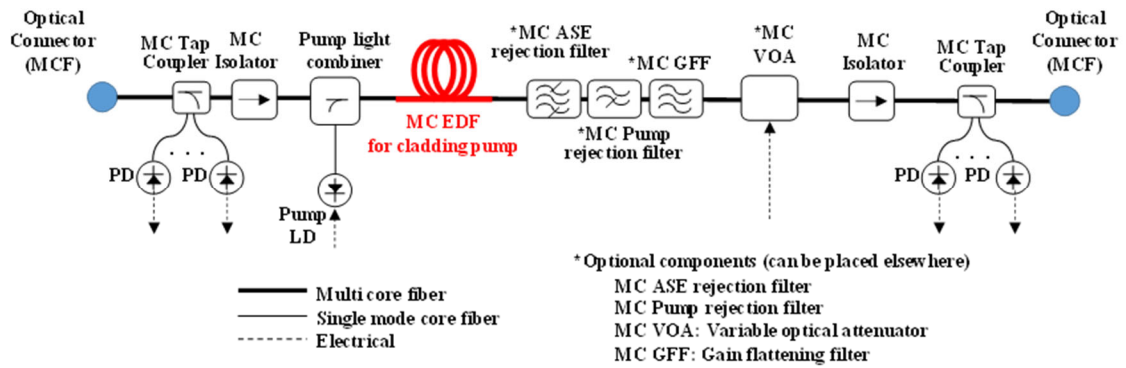 Optical
Connector
(MCF)
MC Tap
Coupler
MC
Isolator
Pump light
combiner
MC EDF
for cladding pump
*MC ASE
rejection filter
*MC GFF
*MC Pump
rejection filter
*MC
VOA
MC
Isolator
MC Tap
Coupler
Optical
Connector
(MCF)
PD
PD
Pump
LD
PD
PD
Multi core fiber
Single mode core fiber
Electrical
*Optional components (can be placed elsewhere)
MC ASE rejection filter
MC Pump rejection filter
MC VOA: Variable optical attenuator
MC GFF: Gain flattening filter